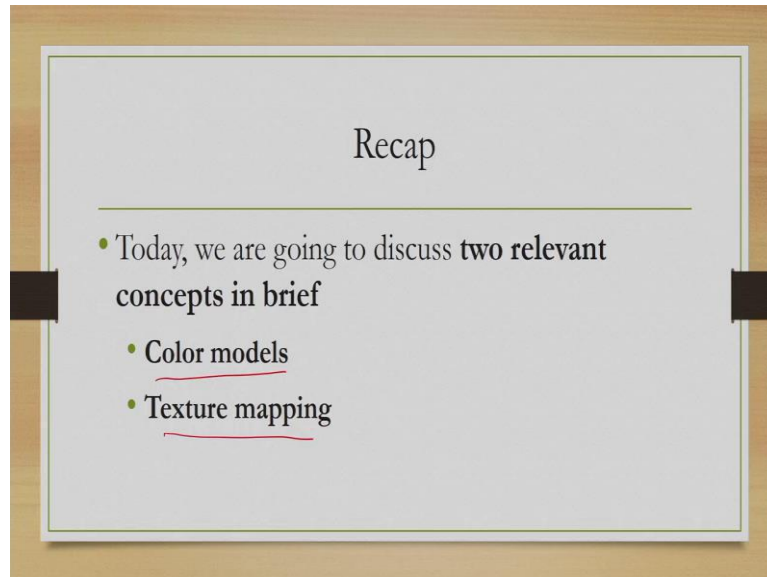 Recap
• Today, we are going to discuss two relevant
concepts in brief
• Color models
• Texture mapping